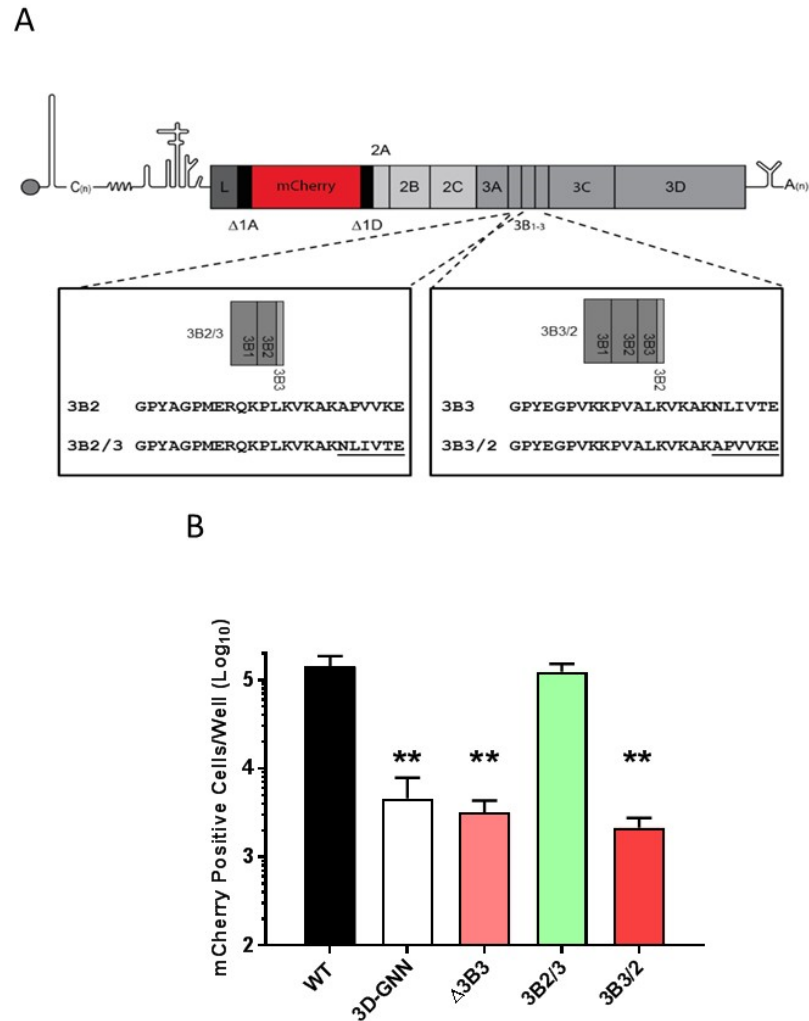 A
2A
C(n)
L
mCherry
2B
2C
3A
3C
3D
A(n)
Δ1A
Δ1D
3B1-3
3B2/3
3B1
3B2
3B3
3B2 GPYAGPMERQKPLKVKAKAPVVKE
3B2/3 GPYAGPMERQKPLKVKAKNLIVTE
3B3/2
3B1
3B2
3B3
3B2
3B3 GPYEGPVKKPVALKVKAKNLIVTE
3B3/2 GPYEGPVKKPVALKVKAKAPVVKE
B
mCherry Positive Cells/Well (Log10)
5
4
3
2
**
**
**
WT
3D-GNN
Δ3B3
3B2/3
3B3/2